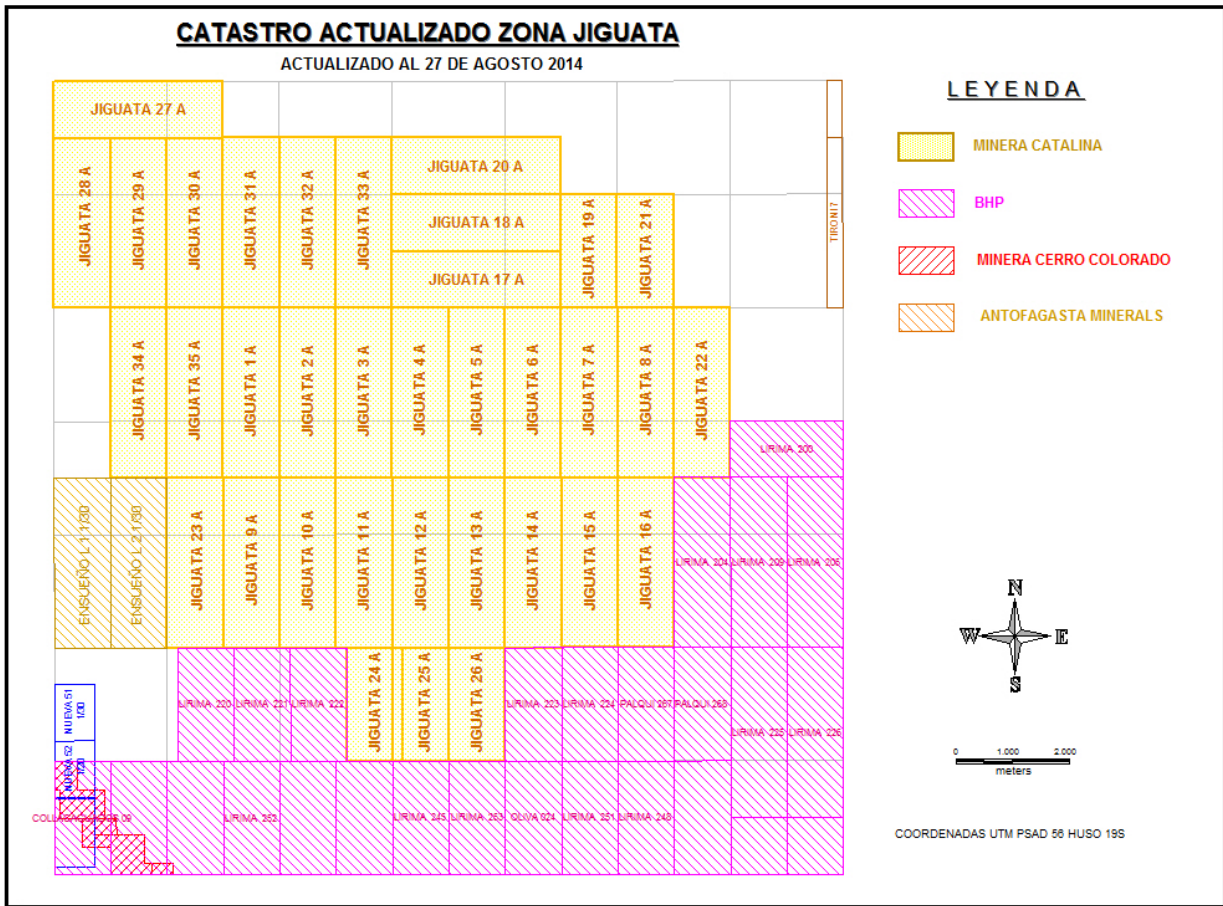 CATASTRO ACTUALIZADO ZONA JIGUATA
ACTUALIZADO AL 27 DE AGOSTO 2014
LEYENDA
MINERA CATALINA
BHP
MINERA CERRO COLORADO
ANTOFAGASTA MINERALS
JIGUATA 27 A
JIGUATA 28 A
JIGUATA 29 A
JIGUATA 30 A
JIGUATA 31 A
JIGUATA 32 A
JIGUATA 33 A
JIGUATA 20 A
JIGUATA 18 A
JIGUATA 17 A
JIGUATA 19 A
JIGUATA 21 A
TIRONI 7
JIGUATA 34 A
JIGUATA 35 A
JIGUATA 1 A
JIGUATA 2 A
JIGUATA 3 A
JIGUATA 4 A
JIGUATA 5 A
JIGUATA 6 A
JIGUATA 7 A
JIGUATA 8 A
JIGUATA 22 A
LIRIMA 200
ENSUEÑO L 1 1/30
ENSUEÑO L 2 1/30
JIGUATA 23 A
JIGUATA 9 A
JIGUATA 10 A
JIGUATA 11 A
JIGUATA 12 A
JIGUATA 13 A
JIGUATA 14 A
JIGUATA 15 A
JIGUATA 16 A
LIRIMA 204
LIRIMA 209
LIRIMA
NUEVA 51
1/30
LIRIMA 220
LIRIMA 221
LIRIMA 222
JIGUATA 24 A
JIGUATA 25 A
JIGUATA 26 A
LIRIMA 223
LIRIMA 224
PALQUI 267
PALQUI 268
LIRIMA 225
LIRIMA 226
NUEVA 52
LIRIMA 252
LIRIMA 245
LIRIMA 253
OLIVA 024
LIRIMA 251
LIRIMA 248
N
W
E
S
0
1.000
2.000
meters
COORDENADAS UTM PSAD 56 HUSO 19S